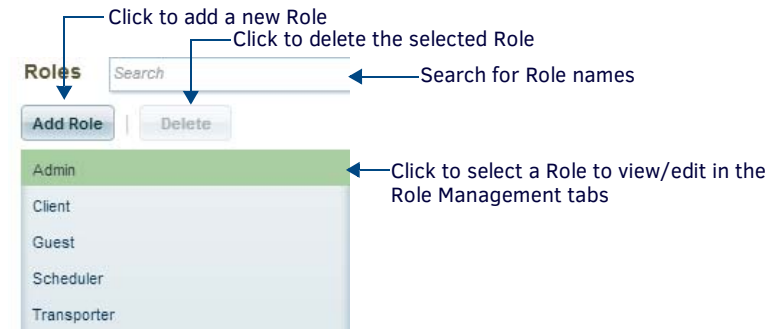 Click to add a new Role
Click to delete the selected Role
Roles Search Search for Role names
Add Role Delete
Admin Click to select a Role to view/edit in the
Role Management tabs
Client
Guest
Scheduler
Transporter